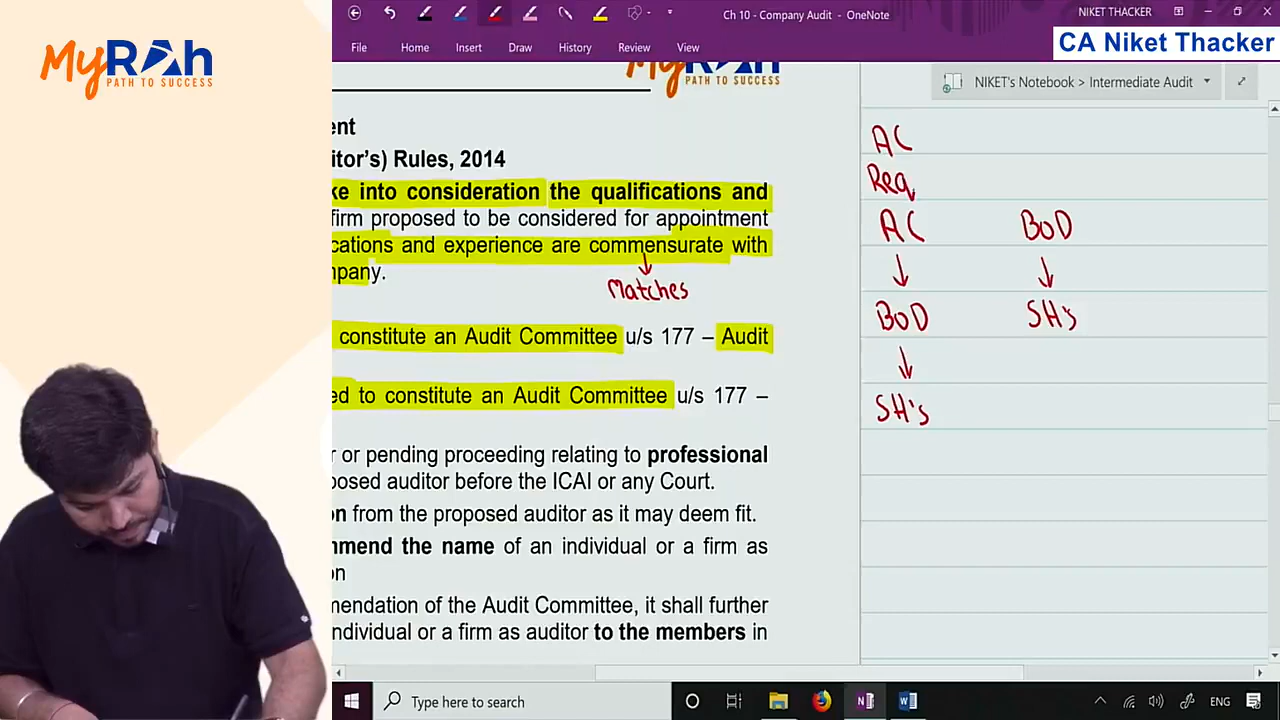 MyRAh
PATH TO SUCCESS
Ch 10 - Company Audit - OneNote
NIKET THACKER
File Home Insert Draw History Review View
CA Niket Thacker
PATH TO SUCCESS
NIKET's Notebook > Intermediate Audit
ent
itor's) Rules, 2014
ke into consideration the qualifications and
firm proposed to be considered for appointment
cations and experience are commensurate with
mpany.
Matches
constitute an Audit Committee u/s 177 – Audit
ed to constitute an Audit Committee u/s 177 –
r or pending proceeding relating to professional
posed auditor before the ICAI or any Court.
on from the proposed auditor as it may deem fit.
mmend the name of an individual or a firm as
on
mendation of the Audit Committee, it shall further
individual or a firm as auditor to the members in
AC
Req
AC BOD
BOD SH's
SH's
Type here to search
ENG